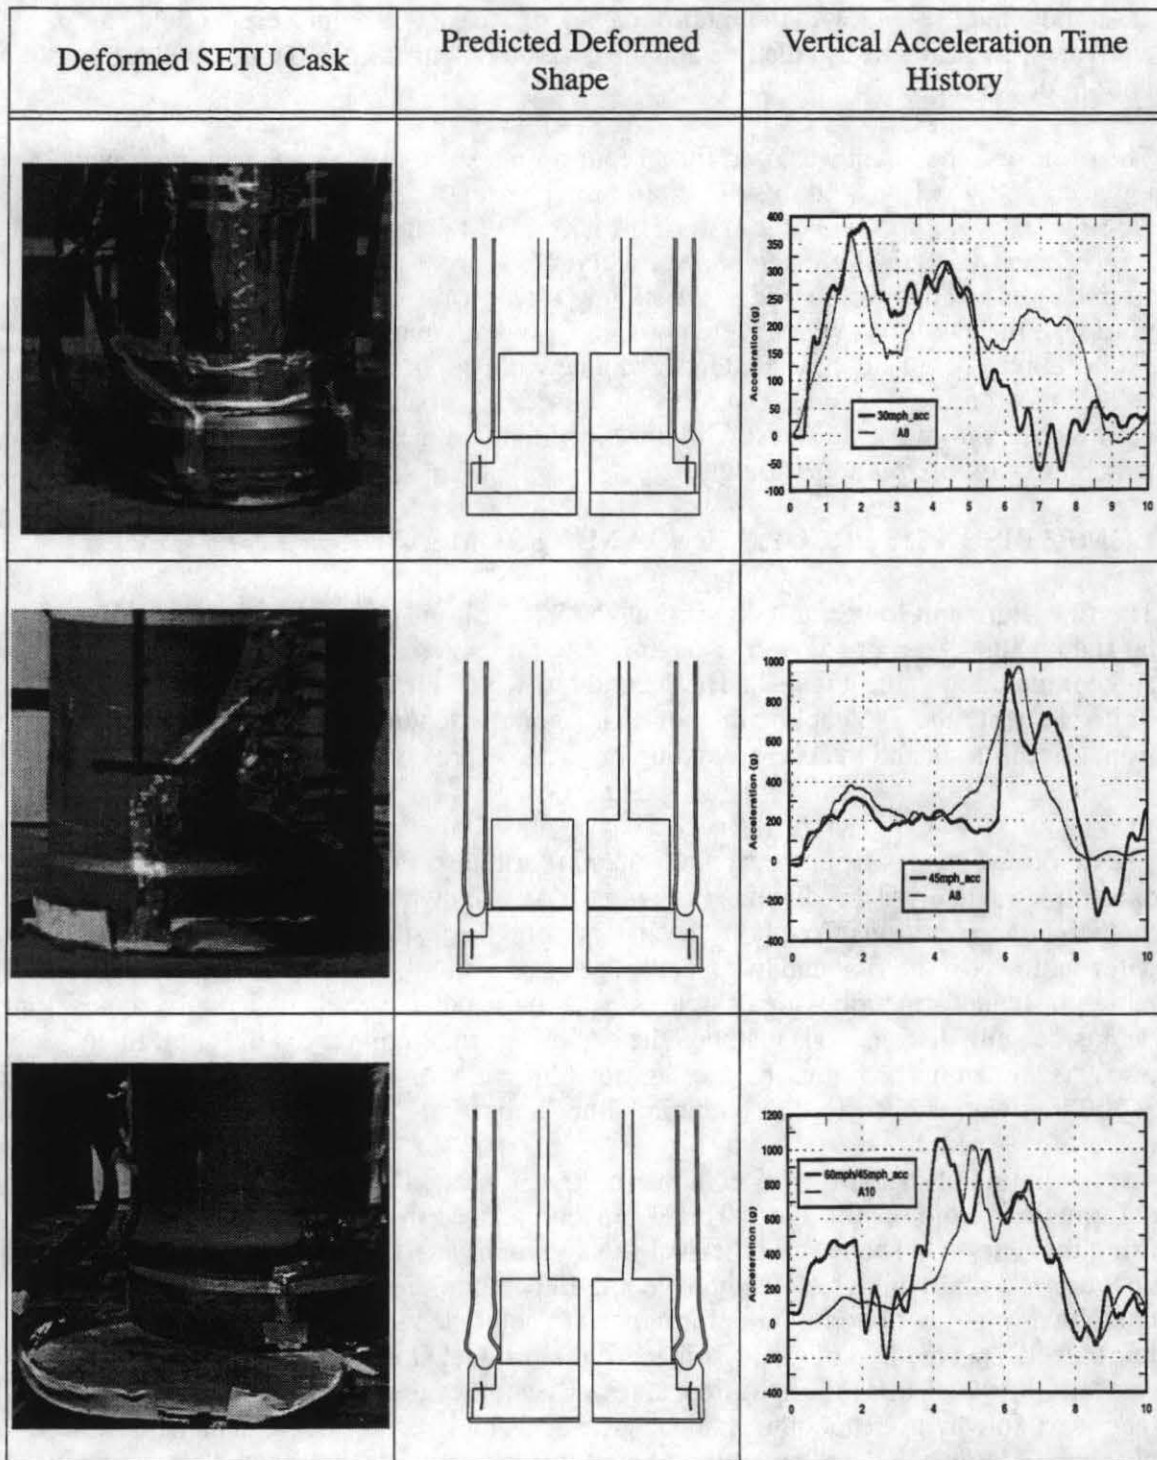 Deformed SETU Cask
Predicted Deformed
Shape
Vertical Acceleration Time
History
Acceleration (g)
400
350
300
250
200
150
100
50
0
-50
-100
30mph_acc
A8
0 1 2 3 4 5 6 7 8 9 10
Acceleration (g)
1000
800
600
400
200
0
-200
-400
45mph_acc
A8
0 2 4 6 8 10
Acceleration (g)
1200
1000
800
600
400
200
0
-200
-400
60mph/45mph_acc
A10
0 2 4 6 8 10